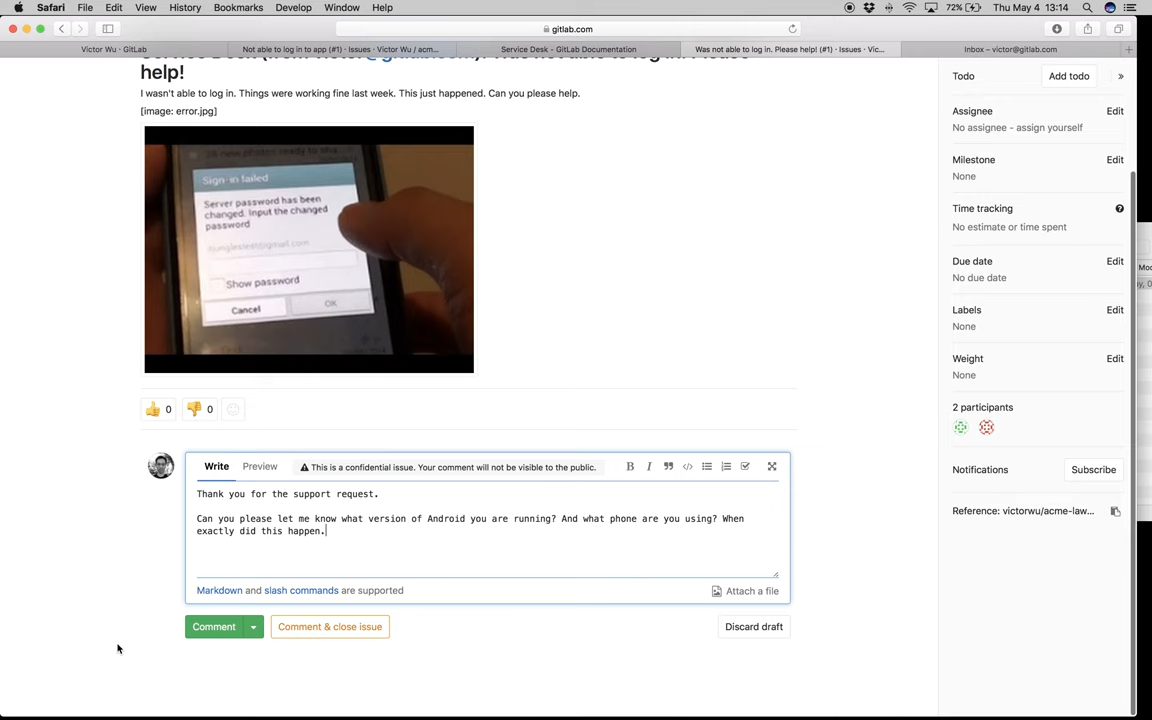 Safari File Edit View History Bookmarks Develop Window Help 72% Thu May 4 13:14
gitlab.com
Victor Wu · GitLab
Not able to log in to app (#1) · Issues · Victor Wu / acm...
Service Desk - GitLab Documentation
Was not able to log in. Please help! (#1) · Issues · Vic...
Inbox – victor@gitlab.com
help!
I wasn't able to log in. Things were working fine last week. This just happened. Can you please help.
[image: error.jpg]
Sign-in failed
Server password has been
changed. Input the changed
password
Show password
Cancel OK
👍 0 👎 0
Write Preview This is a confidential issue. Your comment will not be visible to the public.
Thank you for the support request.
Can you please let me know what version of Android you are running? And what phone are you using? When
exactly did this happen.
Markdown and slash commands are supported Attach a file
Comment Comment & close issue Discard draft
Todo Add todo »
Assignee Edit
No assignee - assign yourself
Milestone Edit
None
Time tracking
No estimate or time spent
Due date Edit
No due date
Labels Edit
None
Weight Edit
None
2 participants
Notifications Subscribe
Reference: victorwu/acme-law...